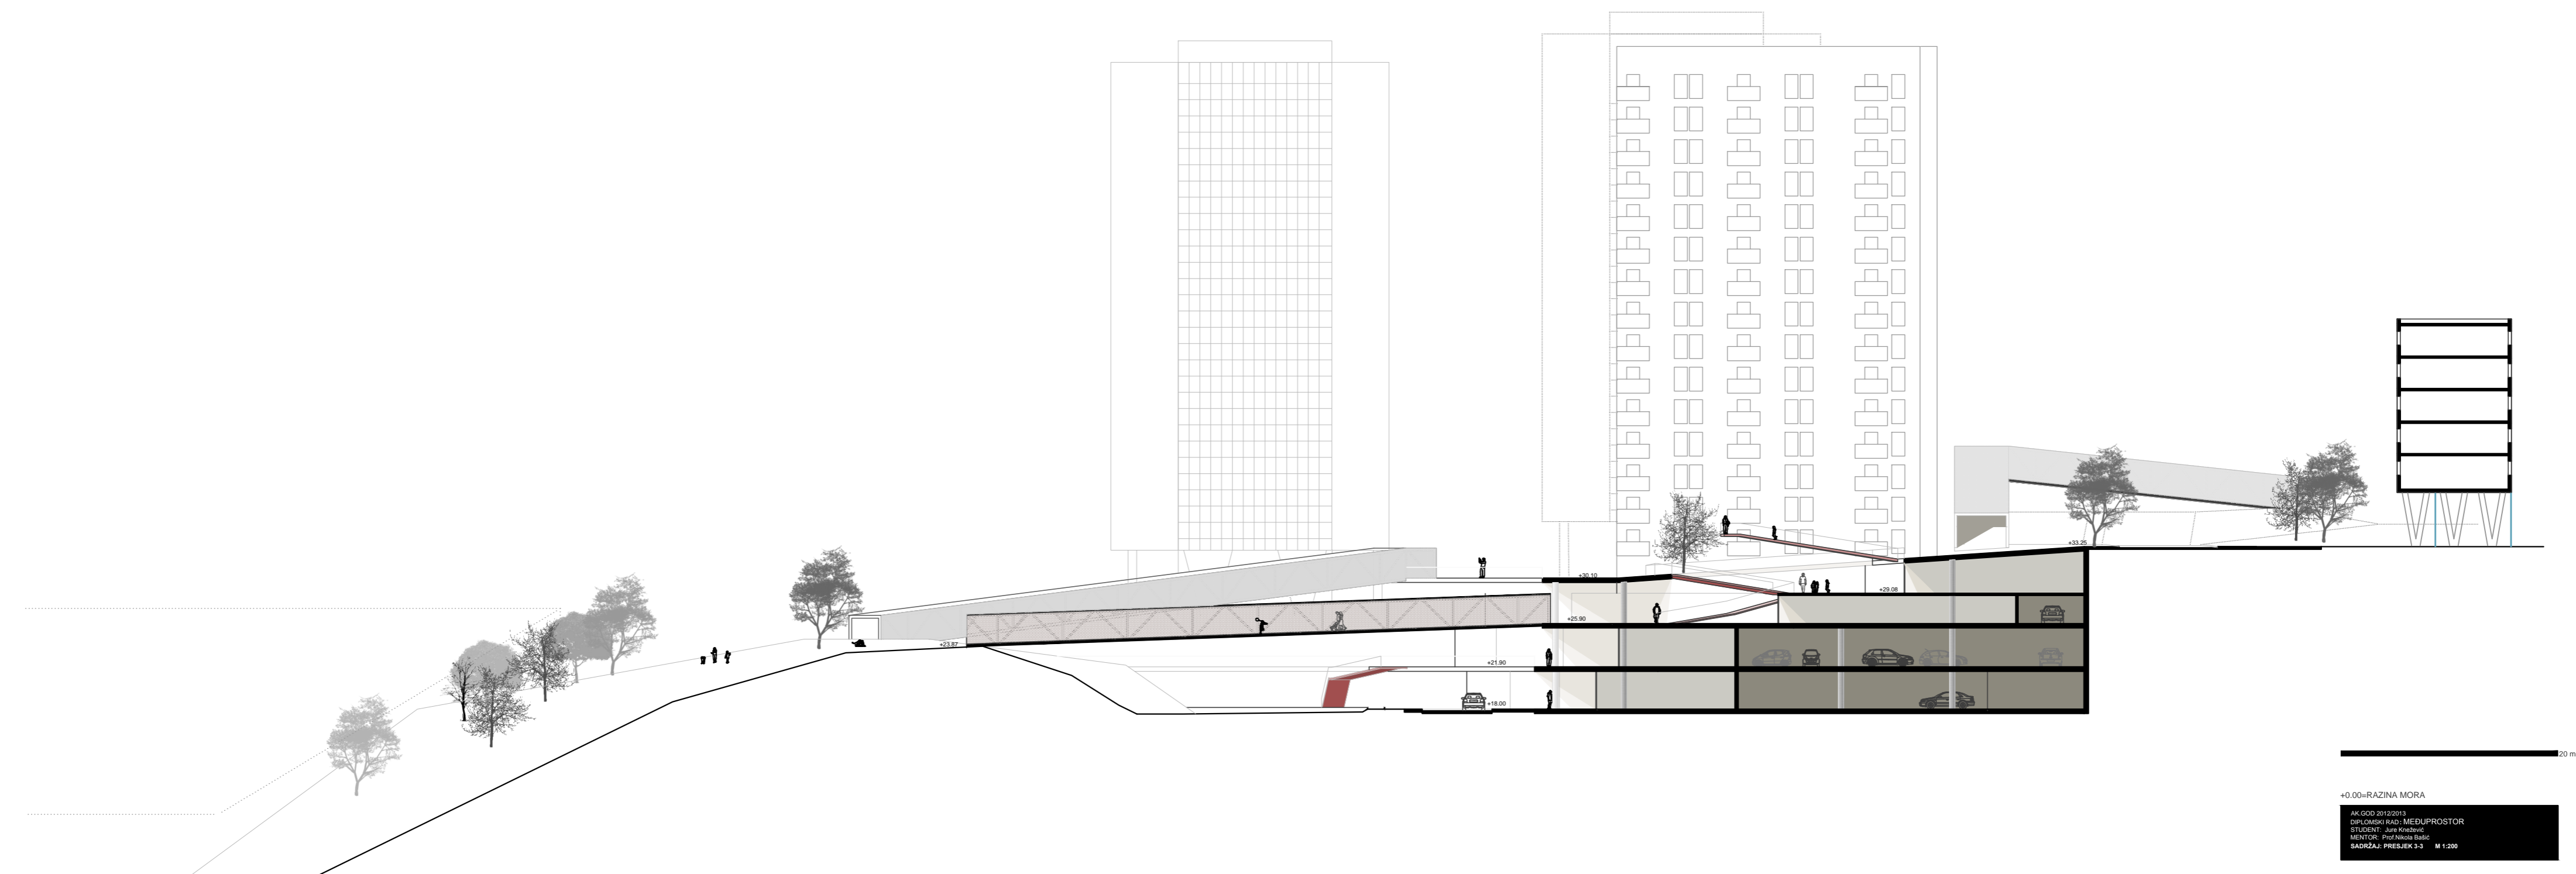 +33.25
+30.10
+29.08
+25.90
+23.87
+21.90
+18.00
20 m
+0.00=RAZINA MORA
AK.GOD 2012/2013
DIPLOMSKI RAD: MEĐUPROSTOR
STUDENT: Jure Knežević
MENTOR: Prof.Nikola Bašić
SADRŽAJ: PRESJEK 3-3 M 1:200